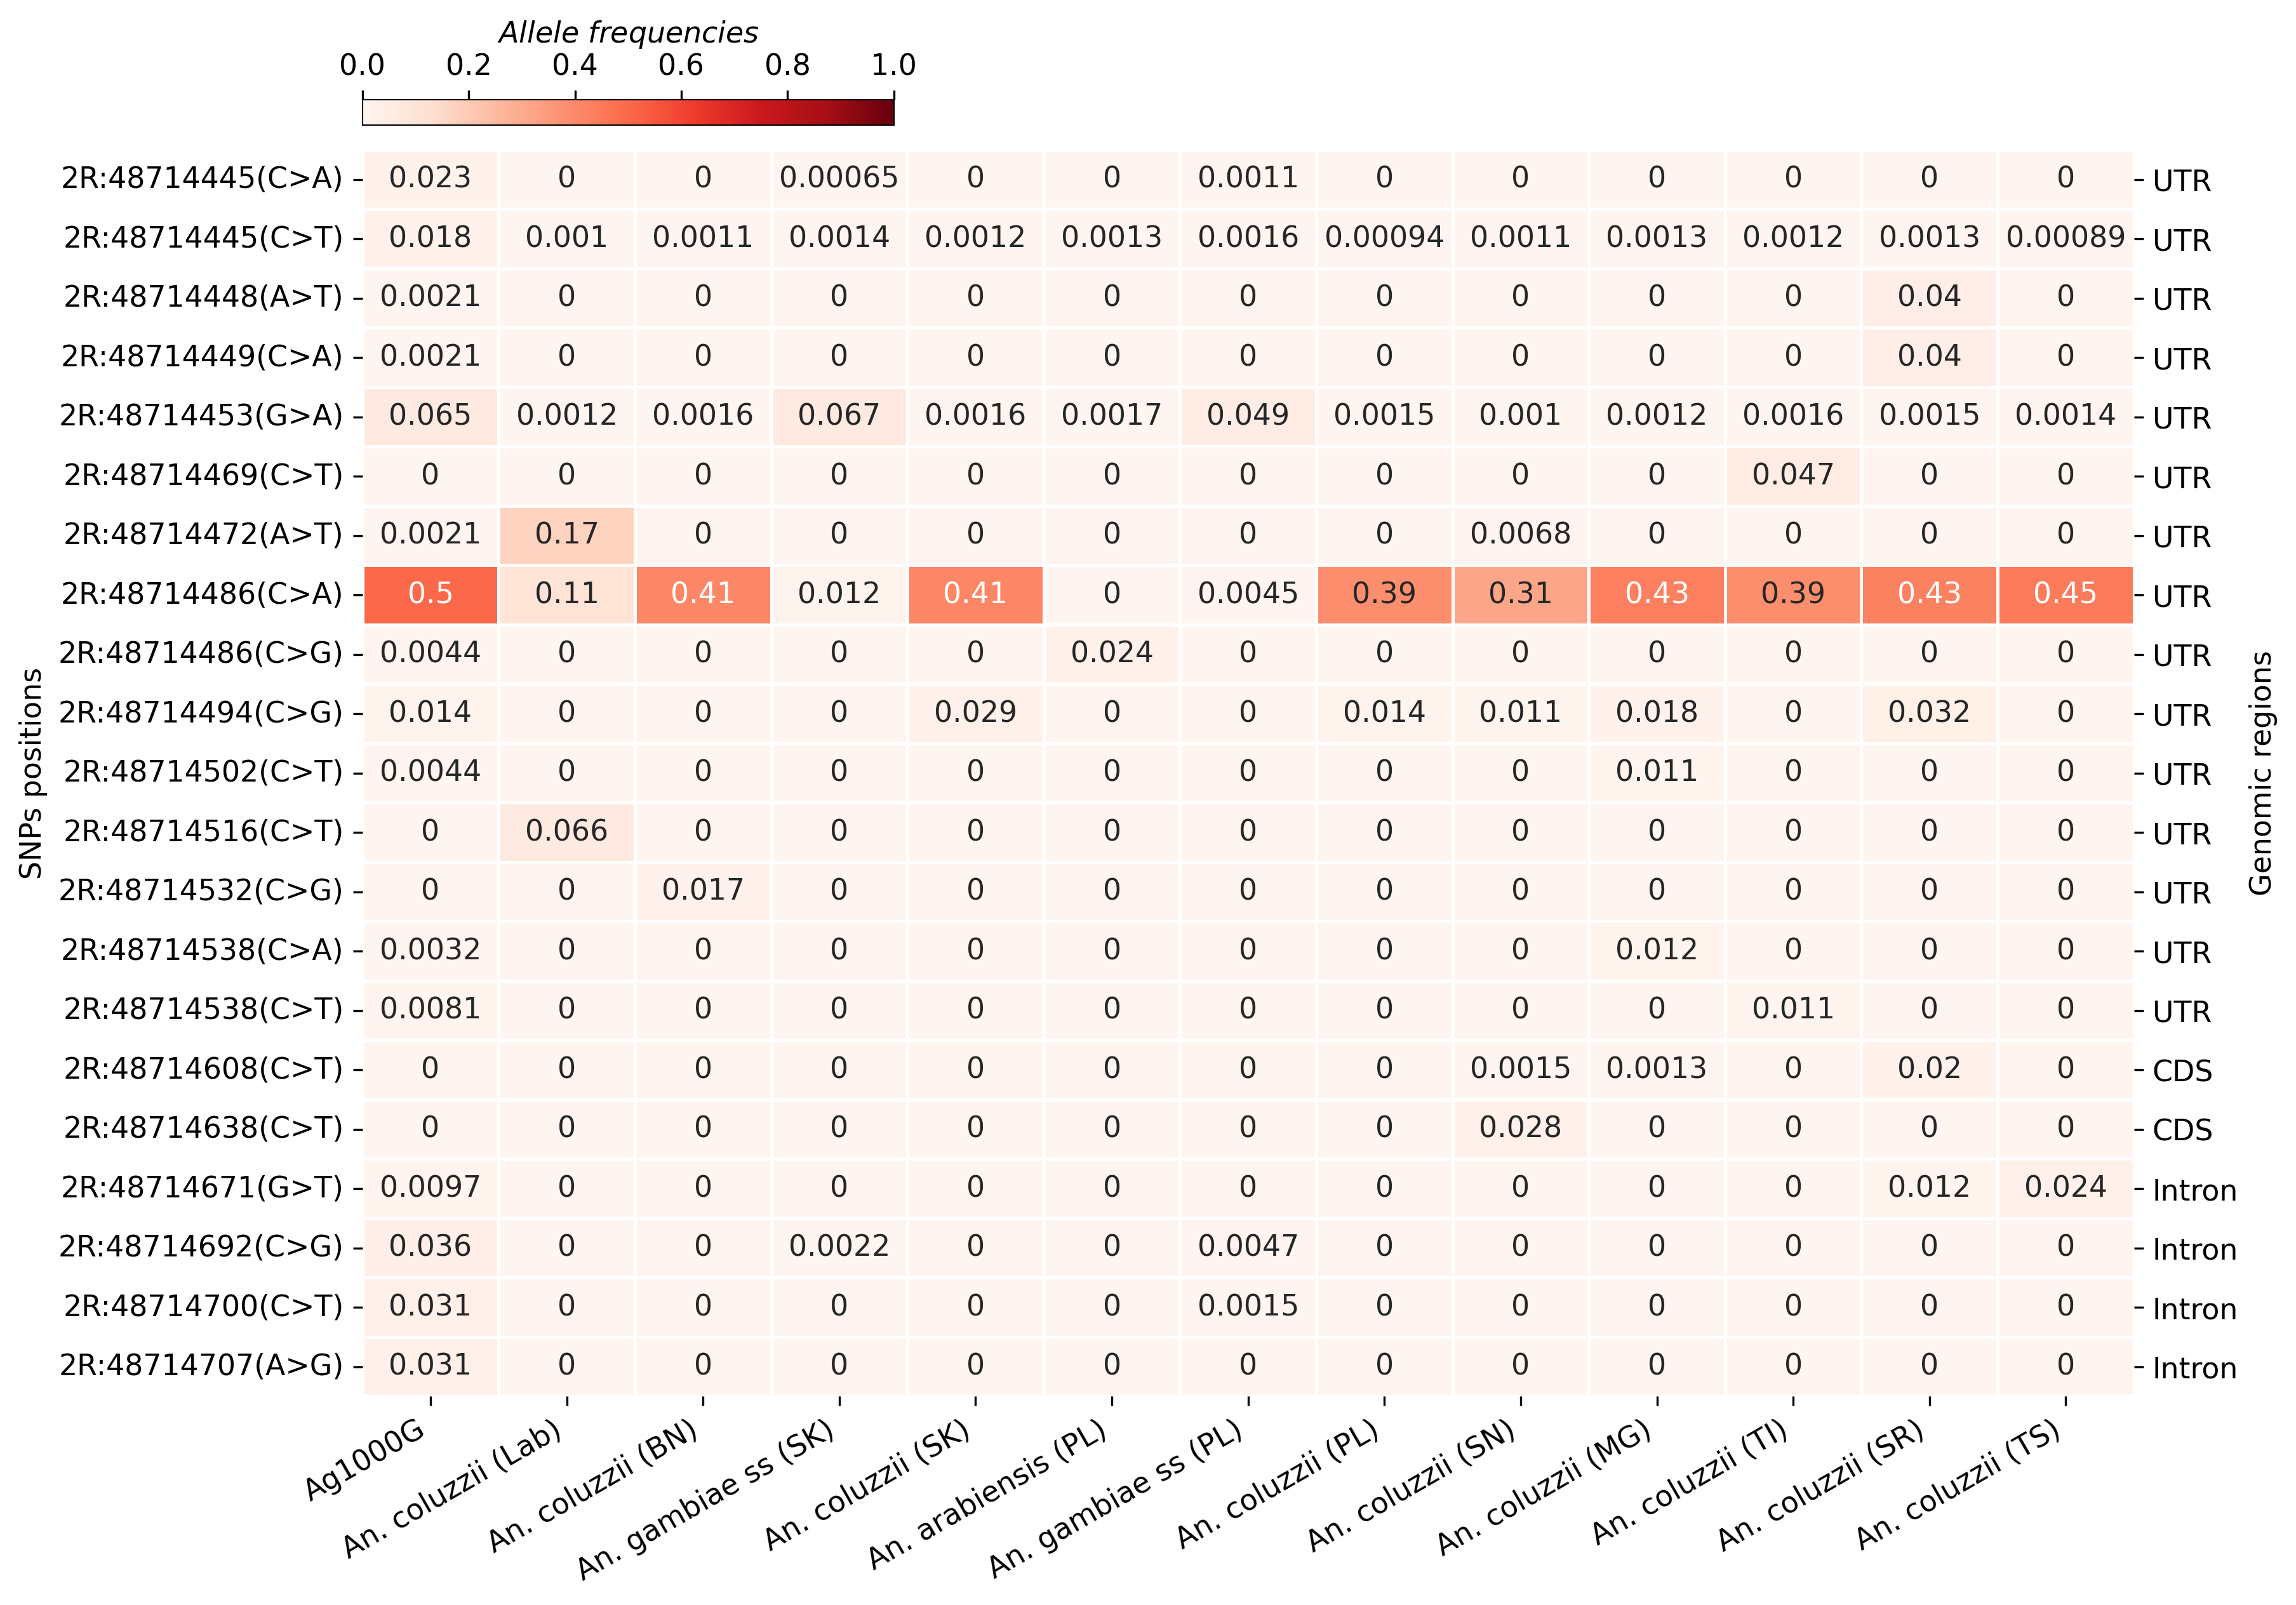 Allele frequencies
0.0 0.2 0.4 0.6 0.8 1.0
2R:48714445(C>A) 0.023 0 0 0.00065 0 0 0.0011 0 0 0 0 0 0 UTR
2R:48714445(C>T) 0.018 0.001 0.0011 0.0014 0.0012 0.0013 0.0016 0.00094 0.0011 0.0013 0.0012 0.0013 0.00089 UTR
2R:48714448(A>T) 0.0021 0 0 0 0 0 0 0 0 0 0 0.04 0 UTR
2R:48714449(C>A) 0.0021 0 0 0 0 0 0 0 0 0 0 0.04 0 UTR
2R:48714453(G>A) 0.065 0.0012 0.0016 0.067 0.0016 0.0017 0.049 0.0015 0.001 0.0012 0.0016 0.0015 0.0014 UTR
2R:48714469(C>T) 0 0 0 0 0 0 0 0 0 0 0.047 0 0 UTR
2R:48714472(A>T) 0.0021 0.17 0 0 0 0 0 0 0.0068 0 0 0 0 UTR
2R:48714486(C>A) 0.5 0.11 0.41 0.012 0.41 0 0.0045 0.39 0.31 0.43 0.39 0.43 0.45 UTR
2R:48714486(C>G) 0.0044 0 0 0 0 0.024 0 0 0 0 0 0 0 UTR
2R:48714494(C>G) 0.014 0 0 0 0.029 0 0 0.014 0.011 0.018 0 0.032 0 UTR
2R:48714502(C>T) 0.0044 0 0 0 0 0 0 0 0 0.011 0 0 0 UTR
2R:48714516(C>T) 0 0.066 0 0 0 0 0 0 0 0 0 0 0 UTR
2R:48714532(C>G) 0 0 0.017 0 0 0 0 0 0 0 0 0 0 UTR
2R:48714538(C>A) 0.0032 0 0 0 0 0 0 0 0 0.012 0 0 0 UTR
2R:48714538(C>T) 0.0081 0 0 0 0 0 0 0 0 0 0.011 0 0 UTR
2R:48714608(C>T) 0 0 0 0 0 0 0 0 0.0015 0.0013 0 0.02 0 CDS
2R:48714638(C>T) 0 0 0 0 0 0 0 0 0.028 0 0 0 0 CDS
2R:48714671(G>T) 0.0097 0 0 0 0 0 0 0 0 0 0 0.012 0.024 Intron
2R:48714692(C>G) 0.036 0 0 0.0022 0 0 0.0047 0 0 0 0 0 0 Intron
2R:48714700(C>T) 0.031 0 0 0 0 0 0.0015 0 0 0 0 0 0 Intron
2R:48714707(A>G) 0.031 0 0 0 0 0 0 0 0 0 0 0 0 Intron
SNPs positions
Genomic regions
Ag1000G
An. coluzzii (Lab)
An. coluzzii (BN)
An. gambiae ss (SK)
An. coluzzii (SK)
An. arabiensis (PL)
An. gambiae ss (PL)
An. coluzzii (PL)
An. coluzzii (SN)
An. coluzzii (MG)
An. coluzzii (TI)
An. coluzzii (SR)
An. coluzzii (TS)